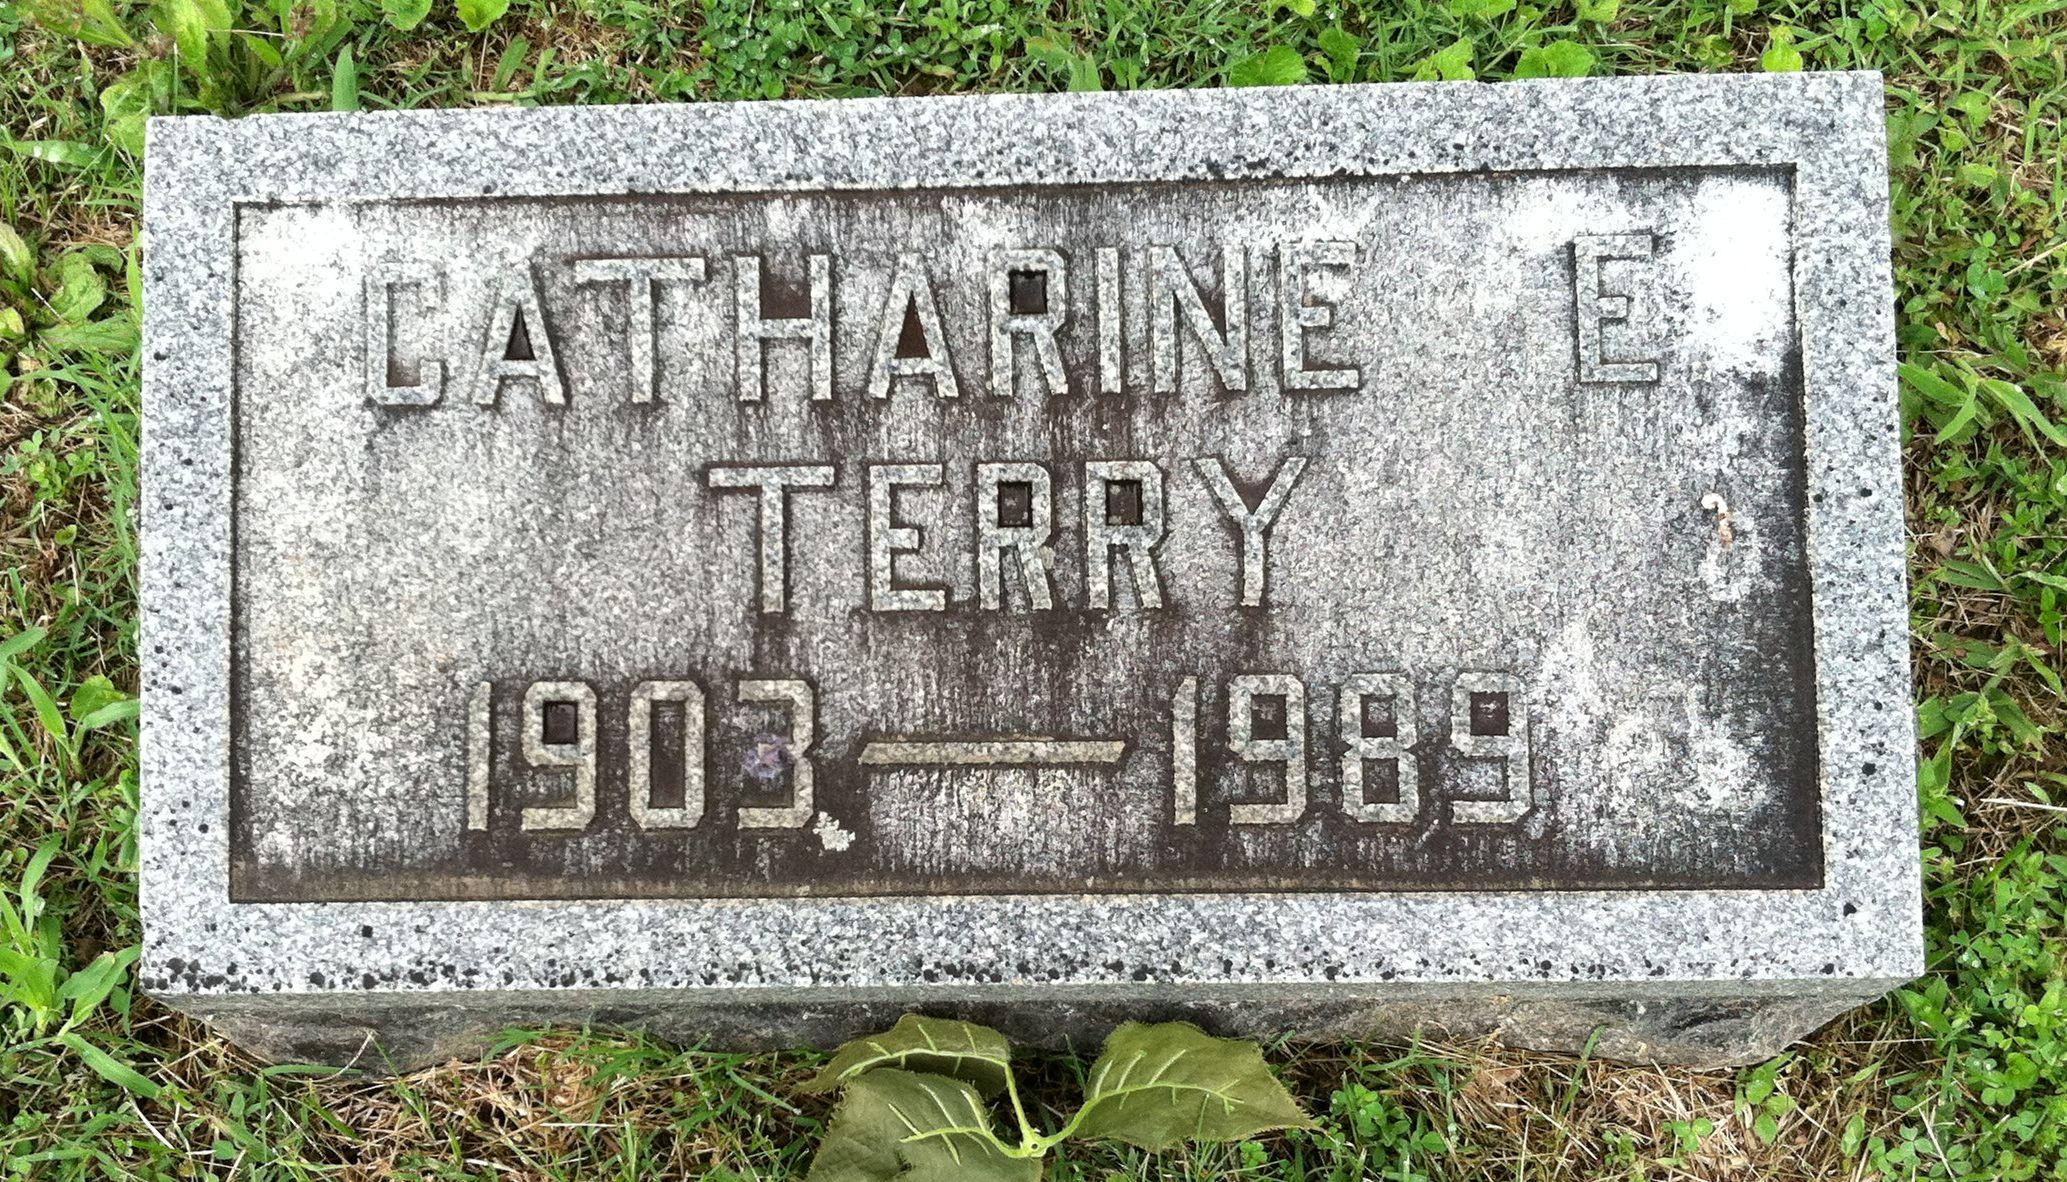 CATHARINE E
TERRY
1903 — 1989